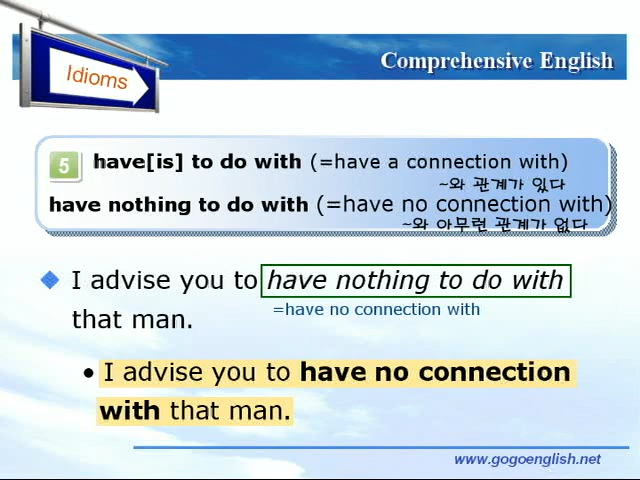 Idioms
Comprehensive English
5 have[is] to do with (=have a connection with)
~와 관계가 있다
have nothing to do with (=have no connection with)
~와 아무런 관계가 없다
I advise you to have nothing to do with
=have no connection with
that man.
• I advise you to have no connection
with that man.
www.gogoenglish.net